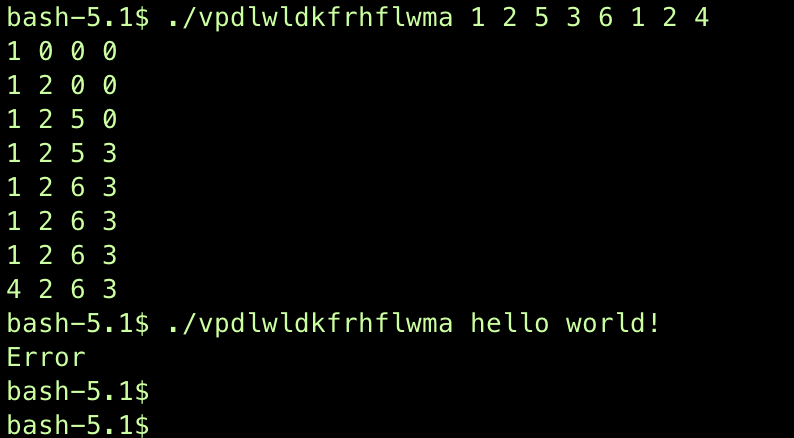 bash-5.1$ ./vpdlwldkfrhflwma 1 2 5 3 6 1 2 4
1 0 0 0
1 2 0 0
1 2 5 0
1 2 5 3
1 2 6 3
1 2 6 3
1 2 6 3
4 2 6 3
bash-5.1$ ./vpdlwldkfrhflwma hello world!
Error
bash-5.1$
bash-5.1$